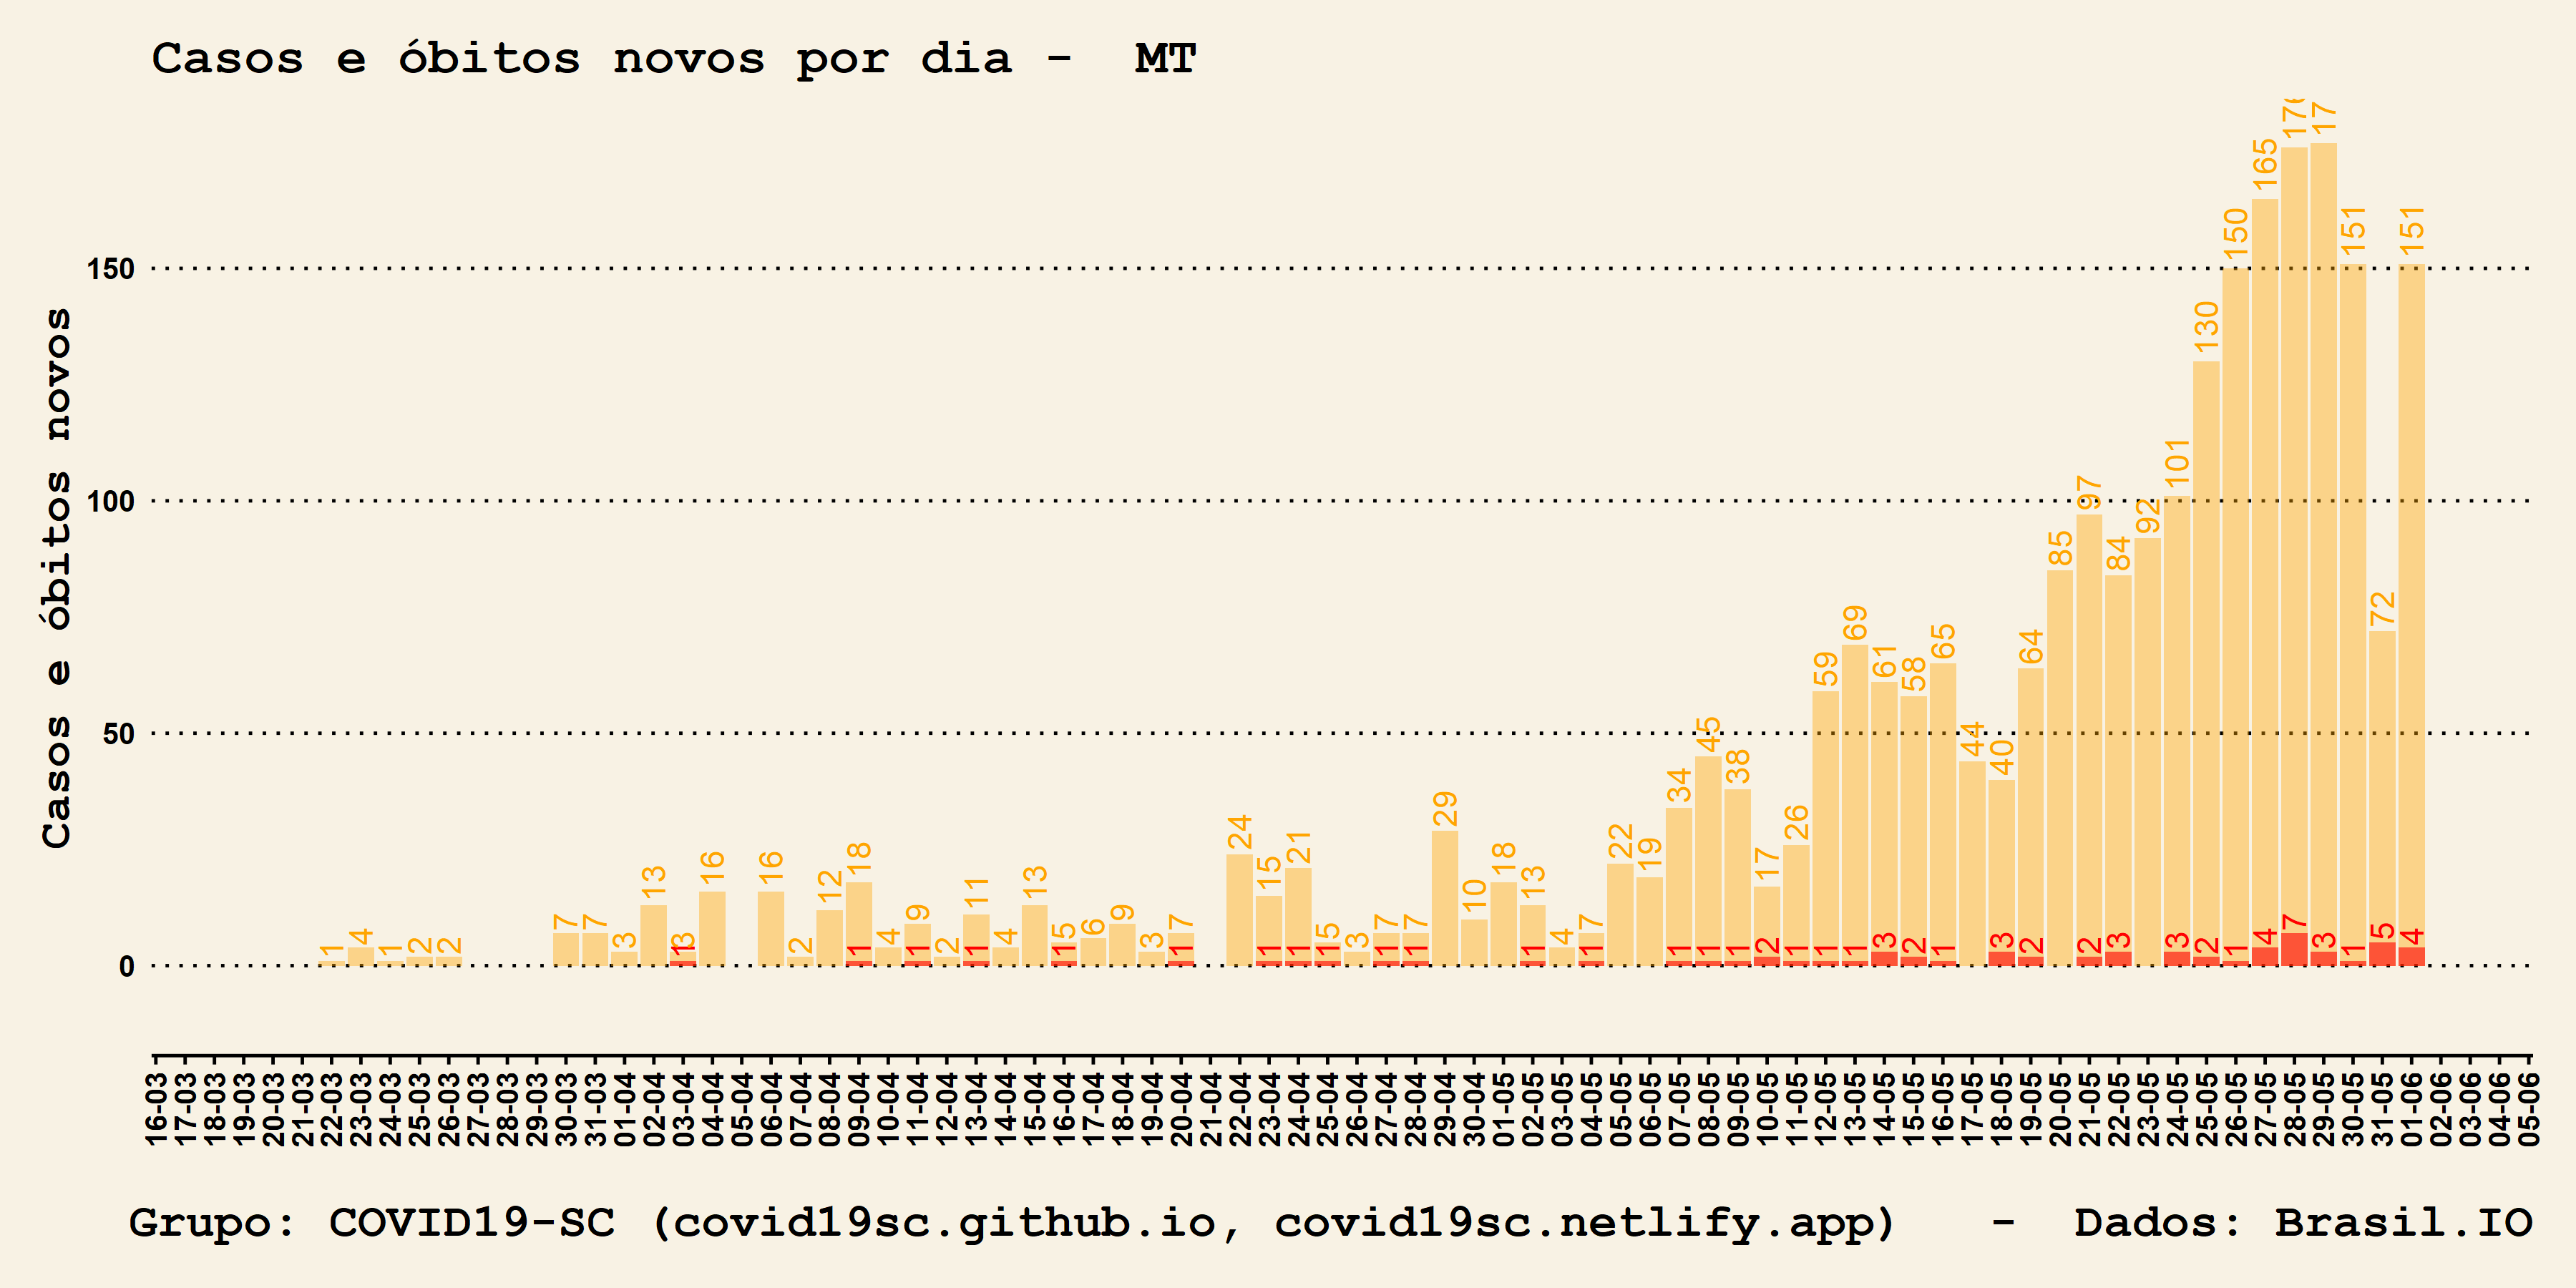 Casos e óbitos novos por dia - MT
Casos e óbitos novos
150
100
50
0
1 4 1 2 2 7 7 3 13 3 16 16 2 12 18 4 9 2 11 4 13 5 6 9 3 7 24 15 21 5 3 7 7 29 10 18 13 4 7 22 19 34 45 38 17 26 59 69 61 58 65 44 40 64 85 97 84 92 101 130 150 165 151 72 151
1 1 1 1 1 1 1 1 1 1 1 1 1 1 1 1 2 1 1 1 3 2 1 3 2 2 3 3 2 1 4 7 3 1 5 4
16-03 17-03 18-03 19-03 20-03 21-03 22-03 23-03 24-03 25-03 26-03 27-03 28-03 29-03 30-03 31-03 01-04 02-04 03-04 04-04 05-04 06-04 07-04 08-04 09-04 10-04 11-04 12-04 13-04 14-04 15-04 16-04 17-04 18-04 19-04 20-04 21-04 22-04 23-04 24-04 25-04 26-04 27-04 28-04 29-04 30-04 01-05 02-05 03-05 04-05 05-05 06-05 07-05 08-05 09-05 10-05 11-05 12-05 13-05 14-05 15-05 16-05 17-05 18-05 19-05 20-05 21-05 22-05 23-05 24-05 25-05 26-05 27-05 28-05 29-05 30-05 31-05 01-06 02-06 03-06 04-06 05-06
Grupo: COVID19-SC (covid19sc.github.io, covid19sc.netlify.app) - Dados: Brasil.IO